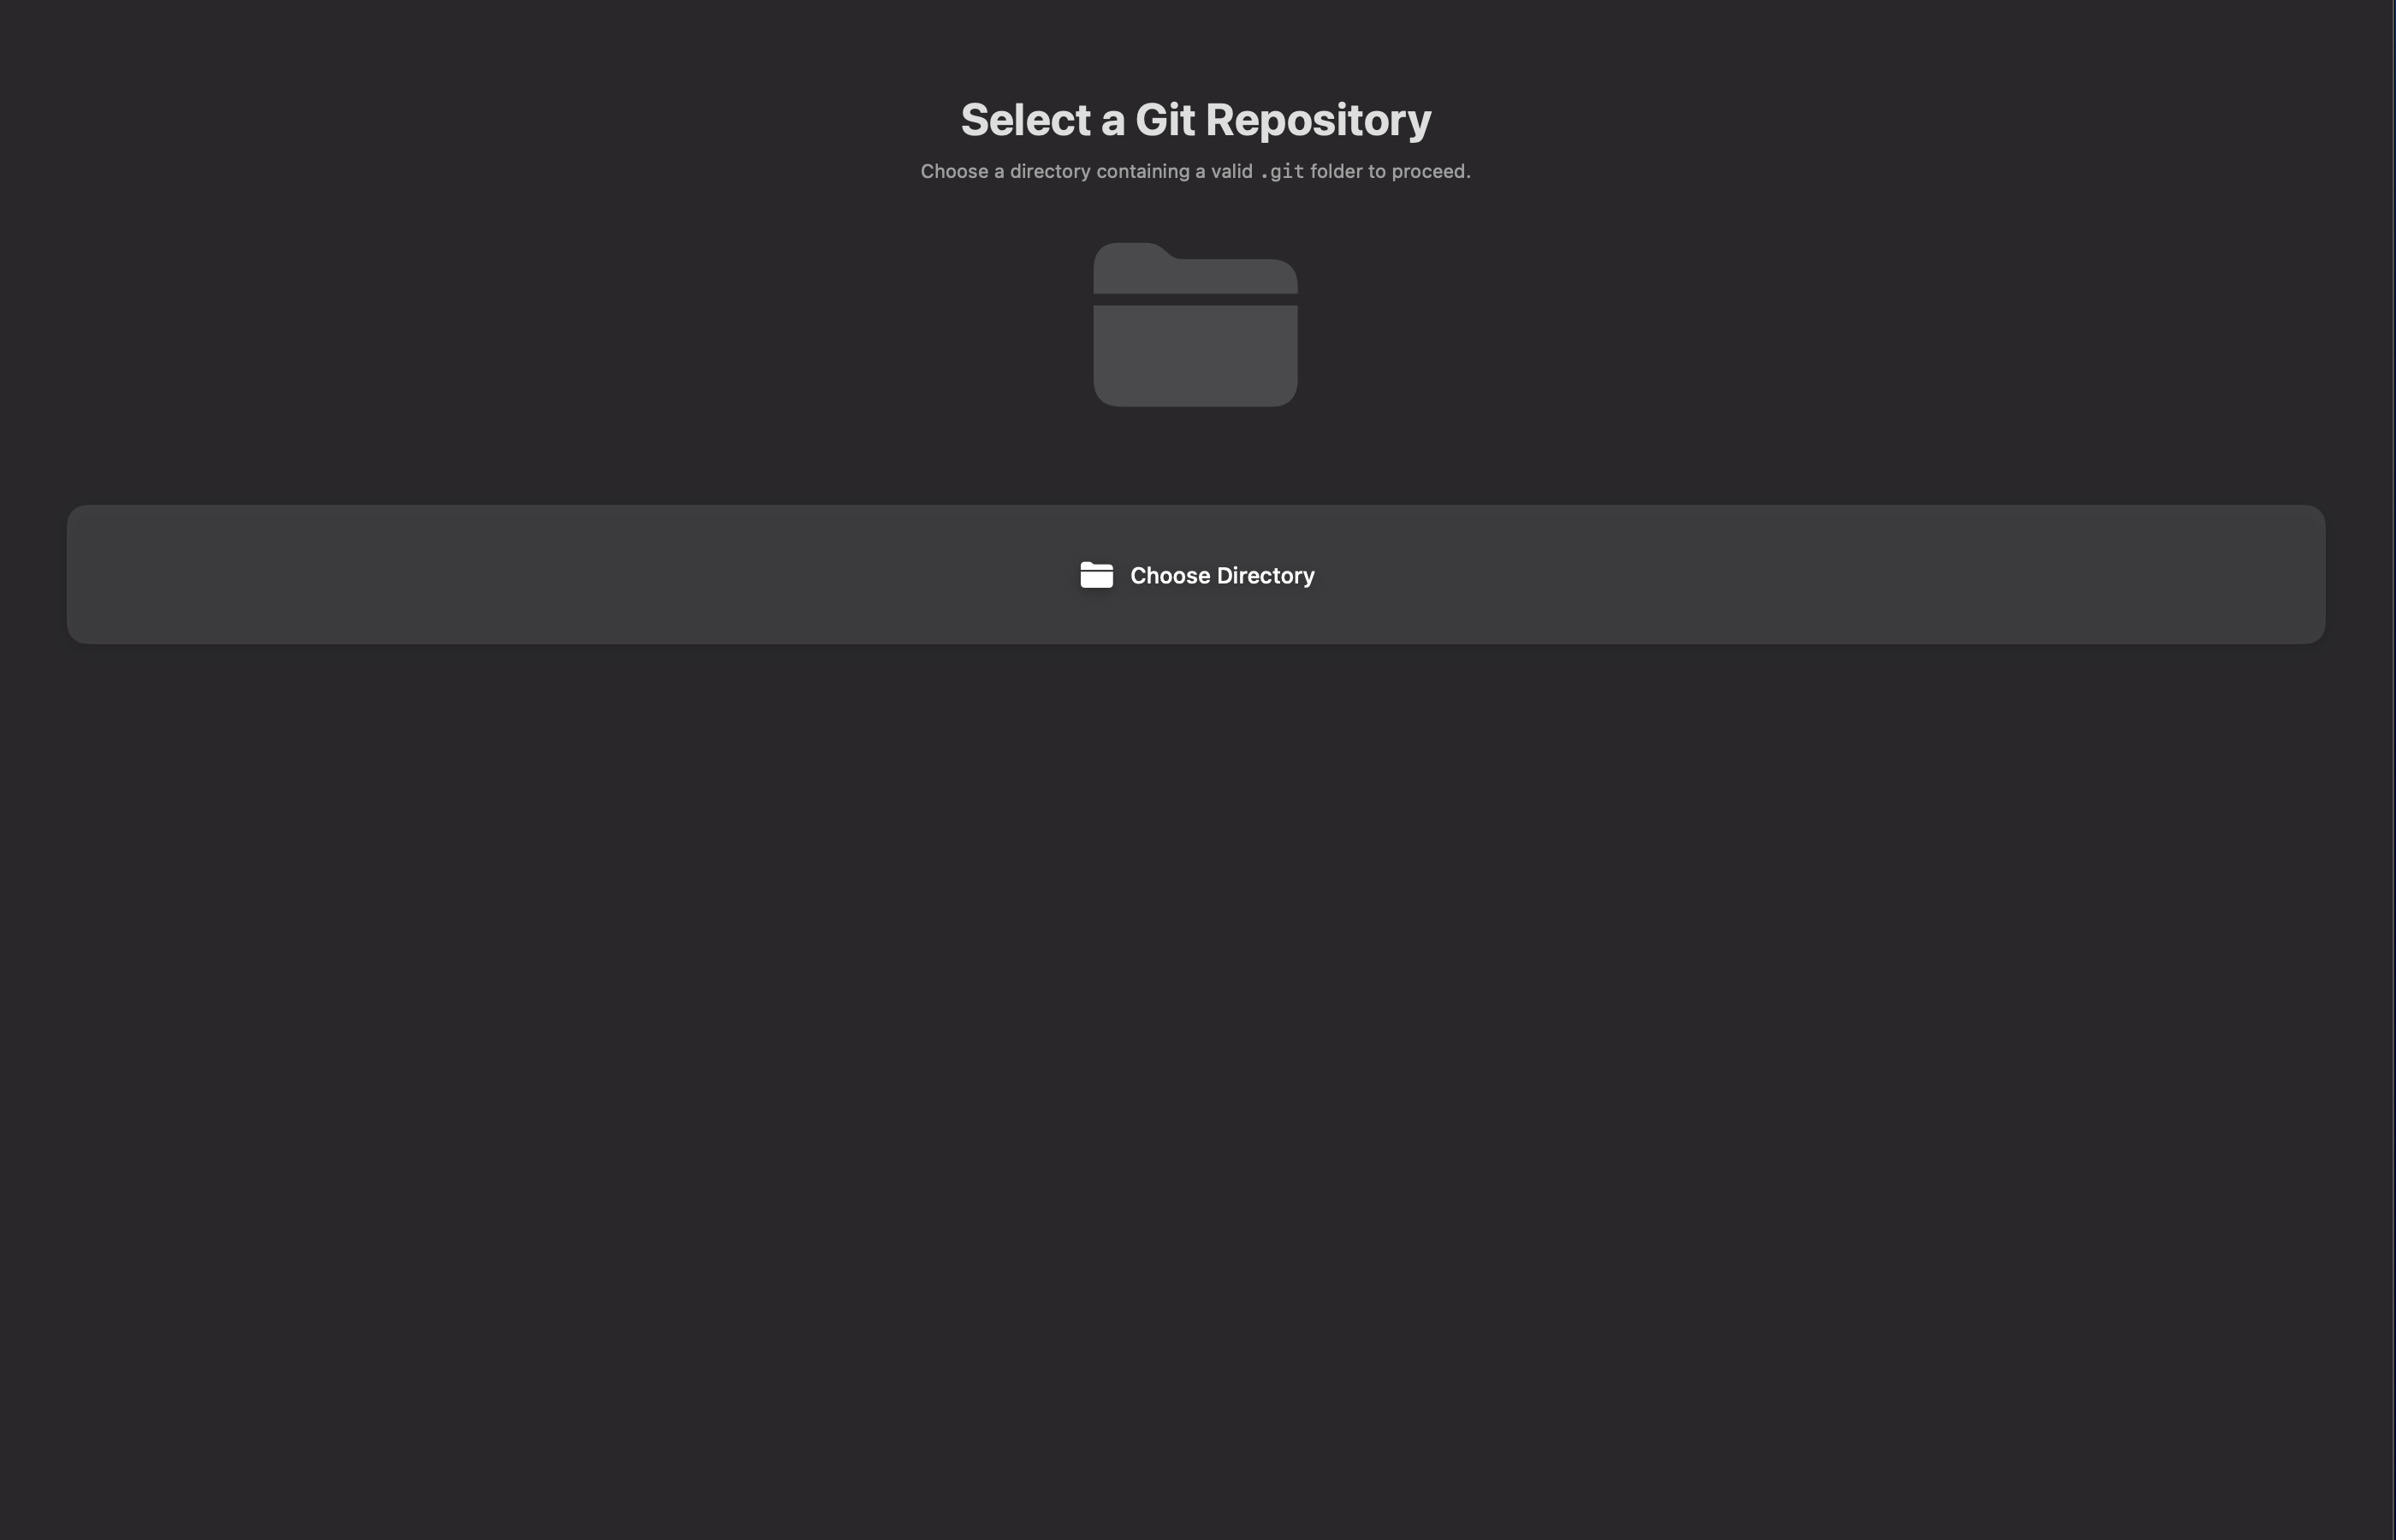 Select a Git Repository
Choose a directory containing a valid .git folder to proceed.
Choose Directory